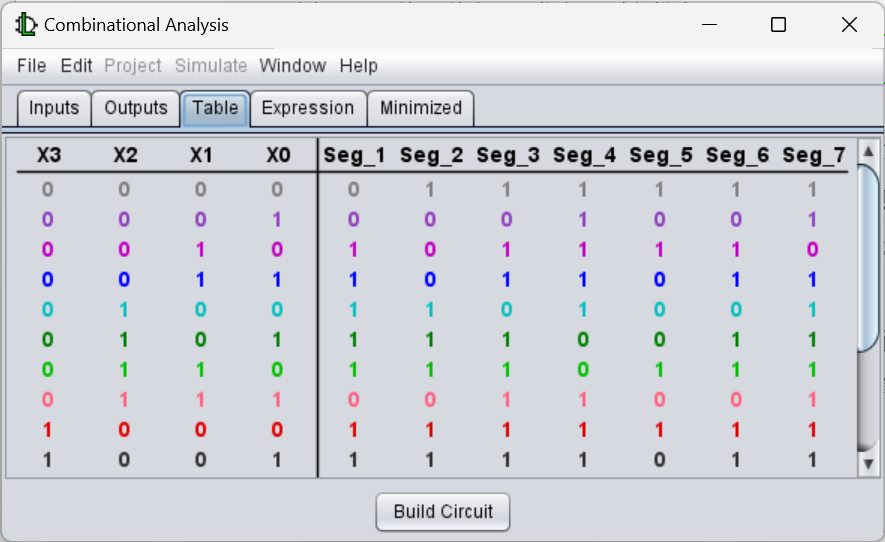 Combinational Analysis
File Edit Project Simulate Window Help
Inputs Outputs Table Expression Minimized
X3 X2 X1 X0 Seg_1 Seg_2 Seg_3 Seg_4 Seg_5 Seg_6 Seg_7
0 0 0 0 0 1 1 1 1 1 1
0 0 0 1 0 0 0 1 0 0 1
0 0 1 0 1 0 1 1 1 1 0
0 0 1 1 1 0 1 1 0 1 1
0 1 0 0 1 1 0 1 0 0 1
0 1 0 1 1 1 1 0 0 1 1
0 1 1 0 1 1 1 0 1 1 1
0 1 1 1 0 0 1 1 0 0 1
1 0 0 0 1 1 1 1 1 1 1
1 0 0 1 1 1 1 1 0 1 1
Build Circuit